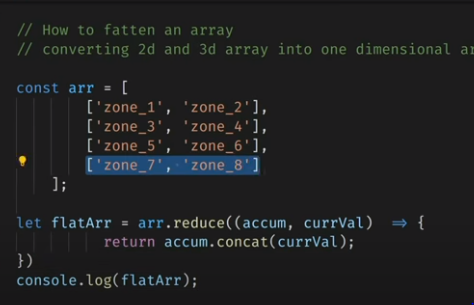 // How to fatten an array
// converting 2d and 3d array into one dimensional
const arr = [
['zone_1', 'zone_2'],
['zone_3', 'zone_4'],
['zone_5', 'zone_6'],
['zone_7', 'zone_8']
];
let flatArr = arr.reduce((accum, currVal) => {
return accum.concat(currVal);
})
console.log(flatArr);